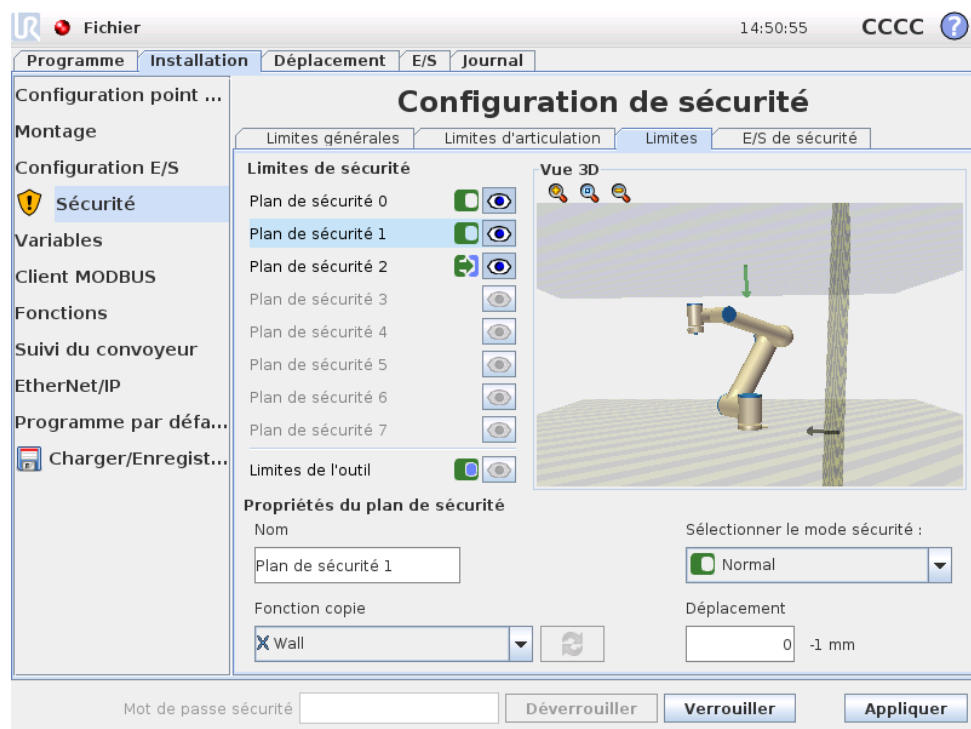 UR Fichier 14:50:55 CCCC ?
Programme Installation Déplacement E/S Journal
Configuration point ...
Montage
Configuration E/S
Sécurité
Variables
Client MODBUS
Fonctions
Suivi du convoyeur
EtherNet/IP
Programme par défa...
Charger/Enregist...
Configuration de sécurité
Limites générales Limites d'articulation Limites E/S de sécurité
Limites de sécurité
Plan de sécurité 0
Plan de sécurité 1
Plan de sécurité 2
Plan de sécurité 3
Plan de sécurité 4
Plan de sécurité 5
Plan de sécurité 6
Plan de sécurité 7
Limites de l'outil
Vue 3D
Propriétés du plan de sécurité
Nom
Plan de sécurité 1
Sélectionner le mode sécurité :
Normal
Fonction copie
Wall
Déplacement
0 -1 mm
Mot de passe sécurité Déverrouiller Verrouiller Appliquer